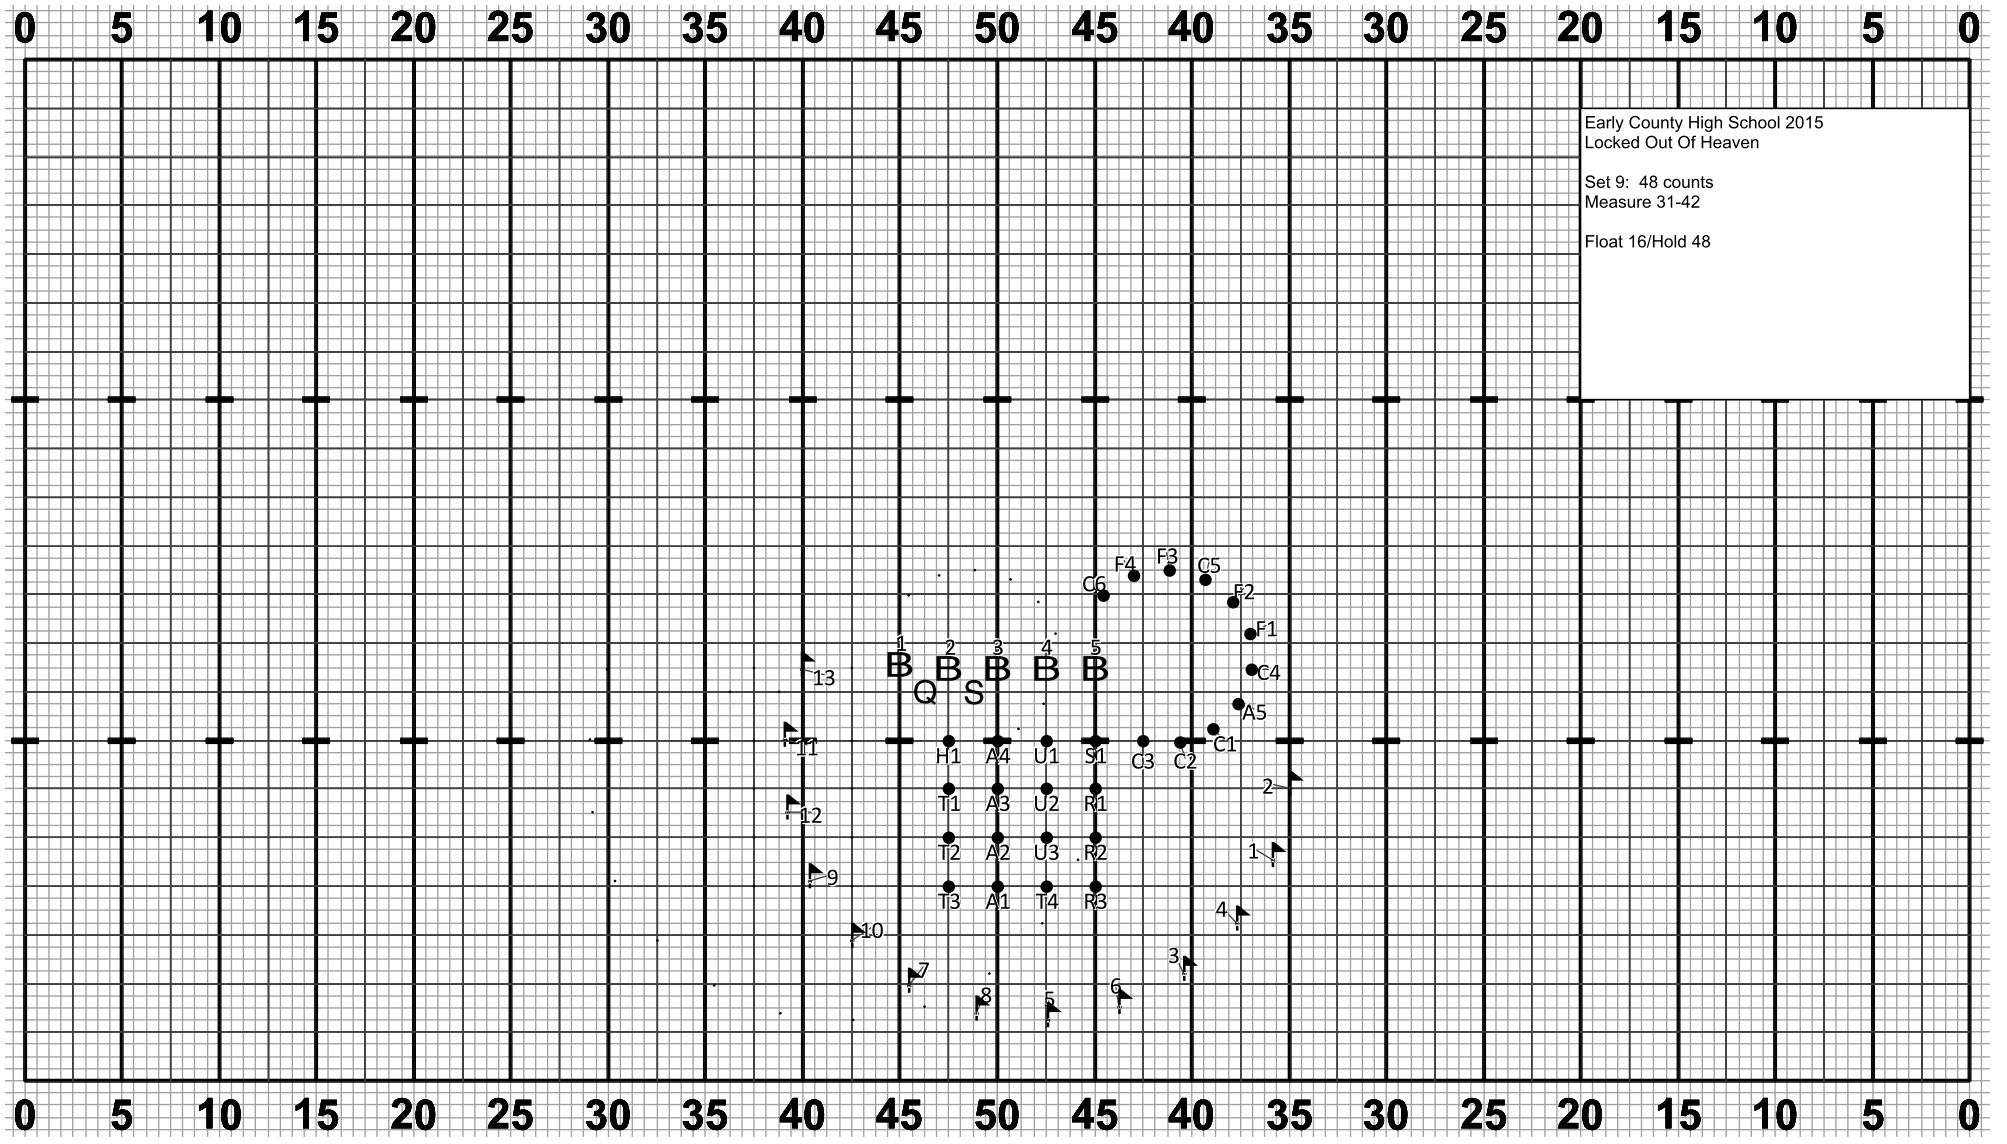 0 5 10 15 20 25 30 35 40 45 50 45 40 35 30 25 20 15 10 5 0
Early County High School 2015
Locked Out Of Heaven
Set 9: 48 counts
Measure 31-42
Float 16/Hold 48
F4 F3 C5
C6 F2
F1
1 2 3 4 5
B B B B B
13 C4
Q S A5
11 H1 A4 U1 S1 C3 C2 C1
2
12 T1 A3 U2 R1
T2 A2 U3 R2 1
9
T3 A1 T4 R3 4
10
7 3
8 5 6
0 5 10 15 20 25 30 35 40 45 50 45 40 35 30 25 20 15 10 5 0